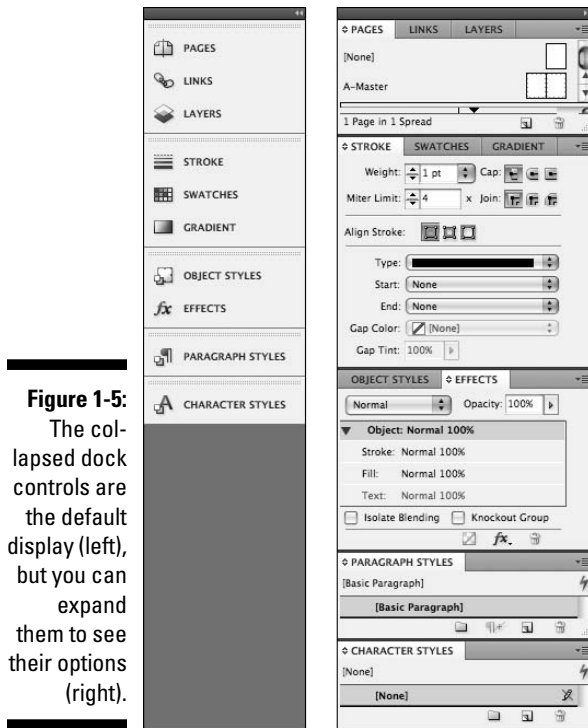 PAGES
LINKS
LAYERS
STROKE
SWATCHES
GRADIENT
OBJECT STYLES
fx EFFECTS
PARAGRAPH STYLES
A CHARACTER STYLES
Figure 1-5:
The col-
lapsed dock
controls are
the default
display (left),
but you can
expand
them to see
their options
(right).
PAGES LINKS LAYERS
[None]
A-Master
1 Page in 1 Spread
STROKE SWATCHES GRADIENT
Weight: 1 pt Cap:
Miter Limit: 4 x Join:
Align Stroke:
Type:
Start: None
End: None
Gap Color: [None]
Gap Tint: 100%
OBJECT STYLES EFFECTS
Normal Opacity: 100%
Object: Normal 100%
Stroke: Normal 100%
Fill: Normal 100%
Text: Normal 100%
Isolate Blending Knockout Group
fx.
PARAGRAPH STYLES
[Basic Paragraph]
[Basic Paragraph]
CHARACTER STYLES
[None]
[None]